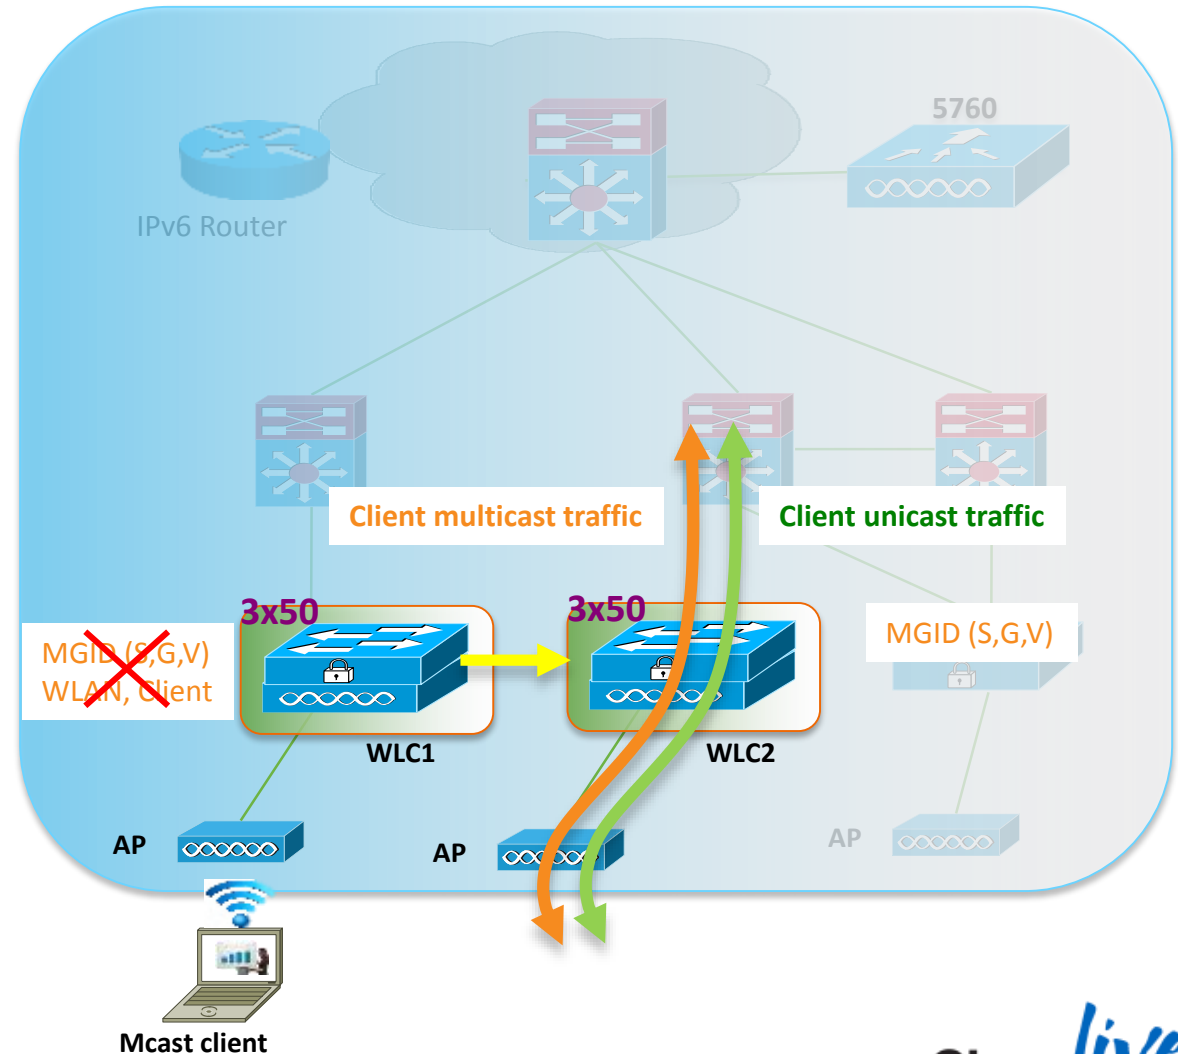 5760
IPv6 Router
Client multicast traffic
Client unicast traffic
3x50
3x50
MGID (S,G,V)
WLAN, Client
MGID (S,G,V)
WLC1
WLC2
AP
AP
AP
Mcast client
live